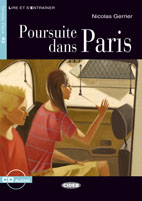 LIRE ET S'ENTRAÎNER
Nicolas Gerrier
Poursuite
dans Paris
CD AUDIO
CIDEB